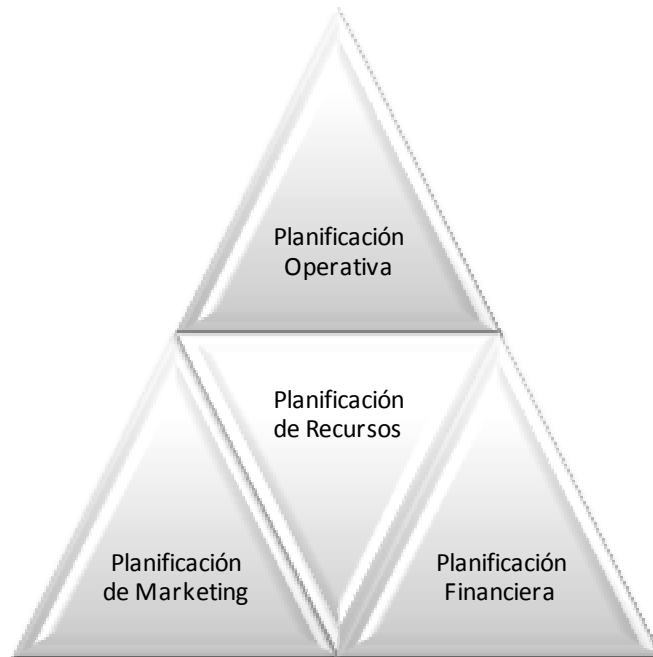 Planificación
Operativa
Planificación
de Recursos
Planificación
de Marketing
Planificación
Financiera